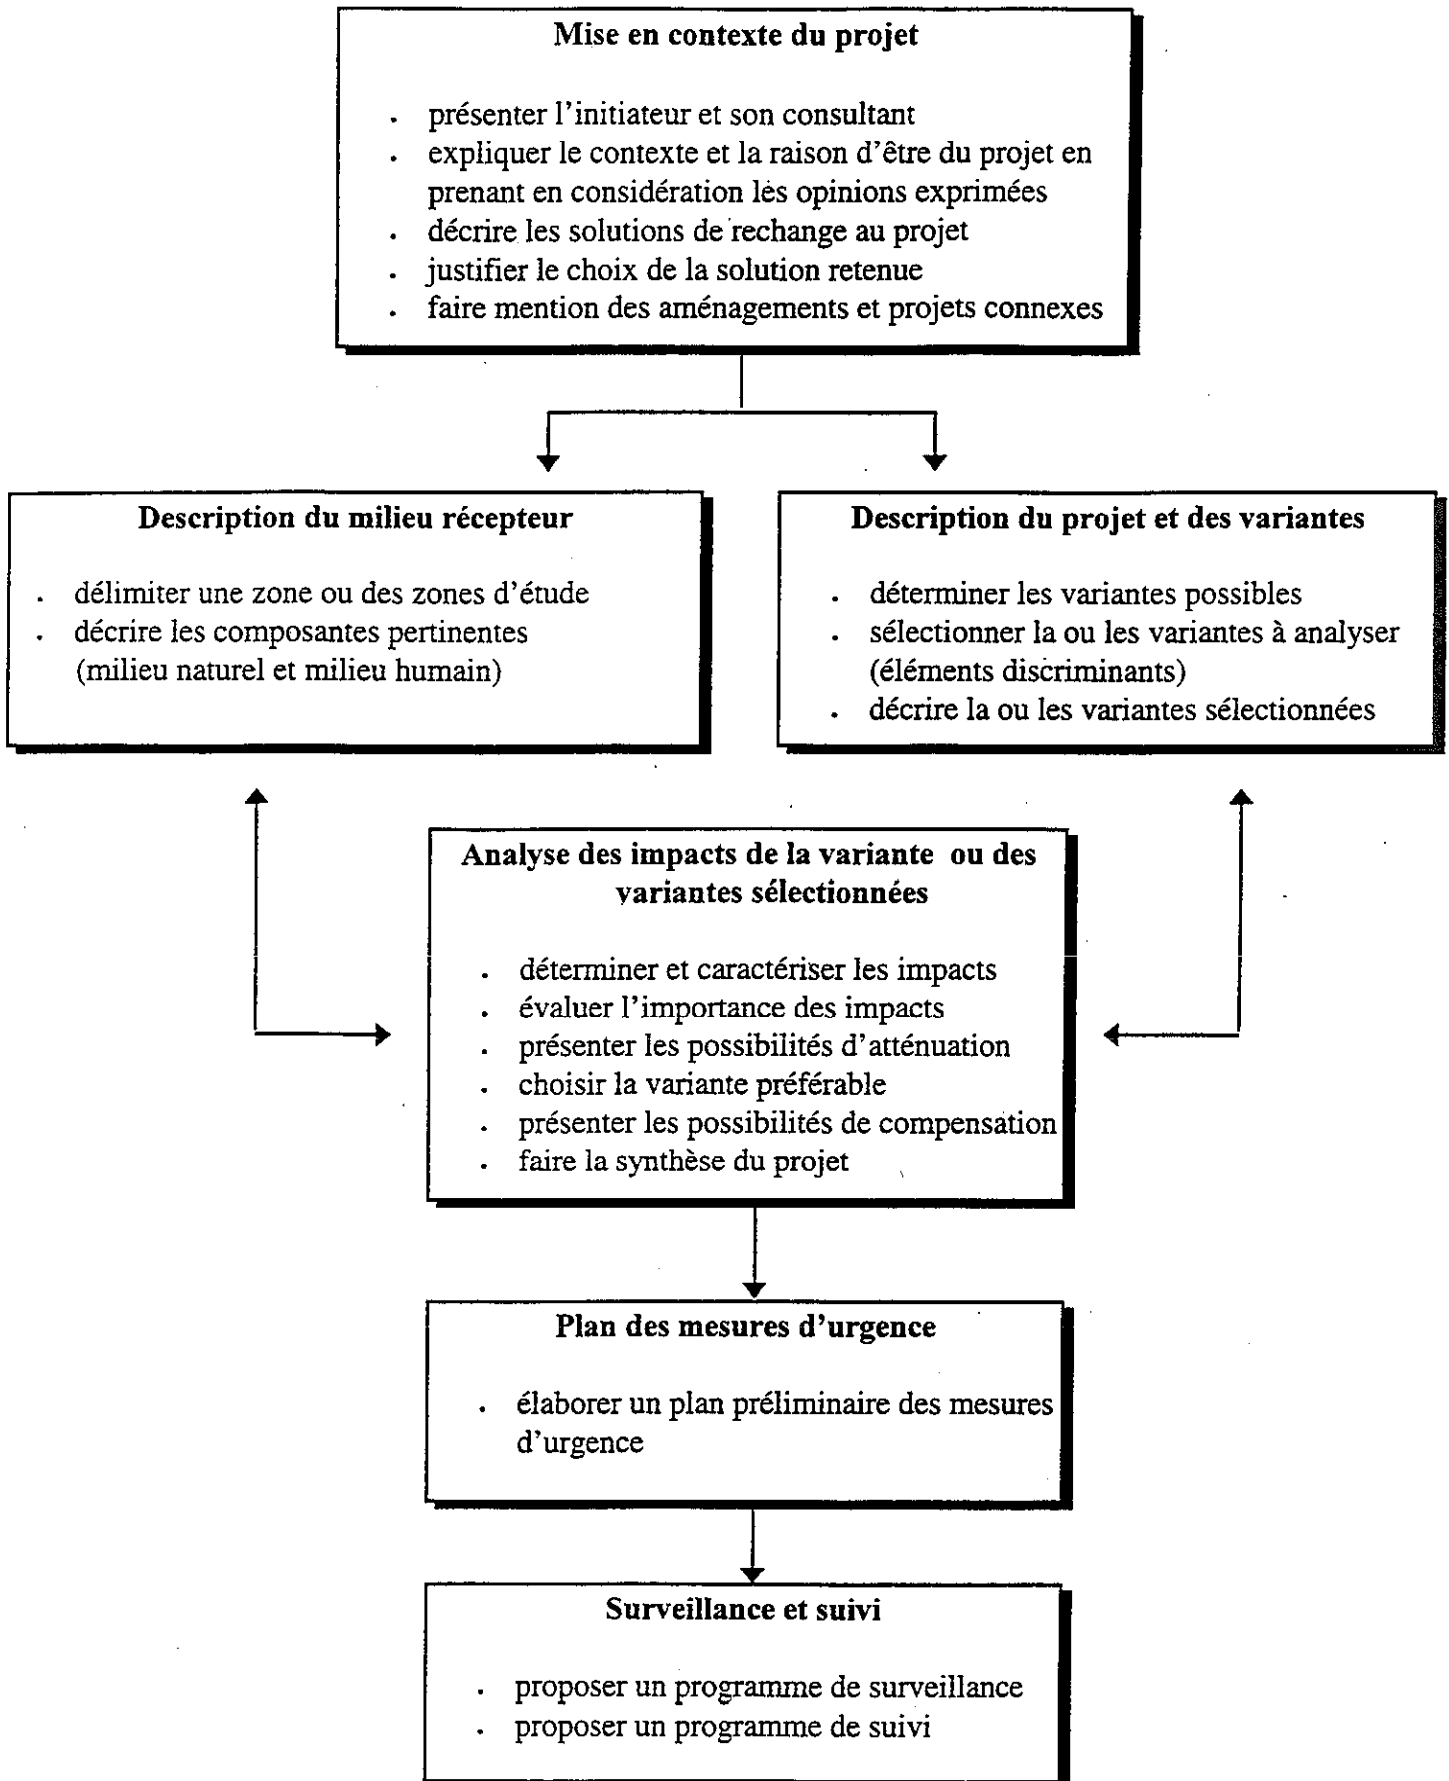 Mise en contexte du projet
. présenter l'initiateur et son consultant
. expliquer le contexte et la raison d'être du projet en
prenant en considération les opinions exprimées
. décrire les solutions de rechange au projet
. justifier le choix de la solution retenue
. faire mention des aménagements et projets connexes
Description du milieu récepteur
. délimiter une zone ou des zones d'étude
. décrire les composantes pertinentes
(milieu naturel et milieu humain)
Description du projet et des variantes
. déterminer les variantes possibles
. sélectionner la ou les variantes à analyser
(éléments discriminants)
. décrire la ou les variantes sélectionnées
Analyse des impacts de la variante ou des
variantes sélectionnées
. déterminer et caractériser les impacts
. évaluer l'importance des impacts
. présenter les possibilités d'atténuation
. choisir la variante préférable
. présenter les possibilités de compensation
. faire la synthèse du projet
Plan des mesures d'urgence
. élaborer un plan préliminaire des mesures
d'urgence
Surveillance et suivi
. proposer un programme de surveillance
. proposer un programme de suivi